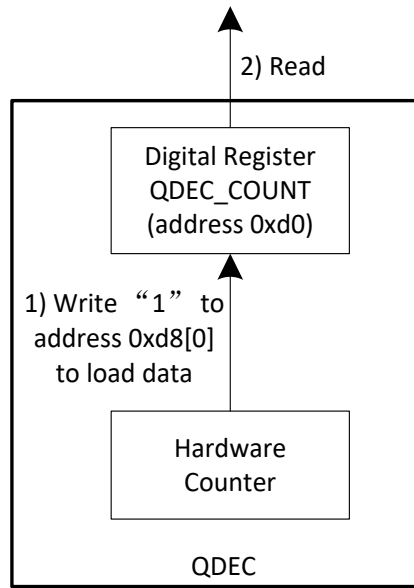 2) Read
Digital Register
QDEC_COUNT
(address 0xd0)
1) Write “1” to
address 0xd8[0]
to load data
Hardware
Counter
QDEC